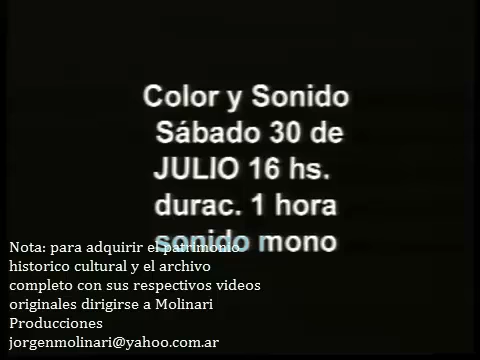 Color y Sonido
Sábado 30 de
JULIO 16 hs.
durac. 1 hora
sonido mono
Nota: para adquirir el patrimonio
historico cultural y el archivo
completo con sus respectivos videos
originales dirigirse a Molinari
Producciones
jorgenmolinari@yahoo.com.ar